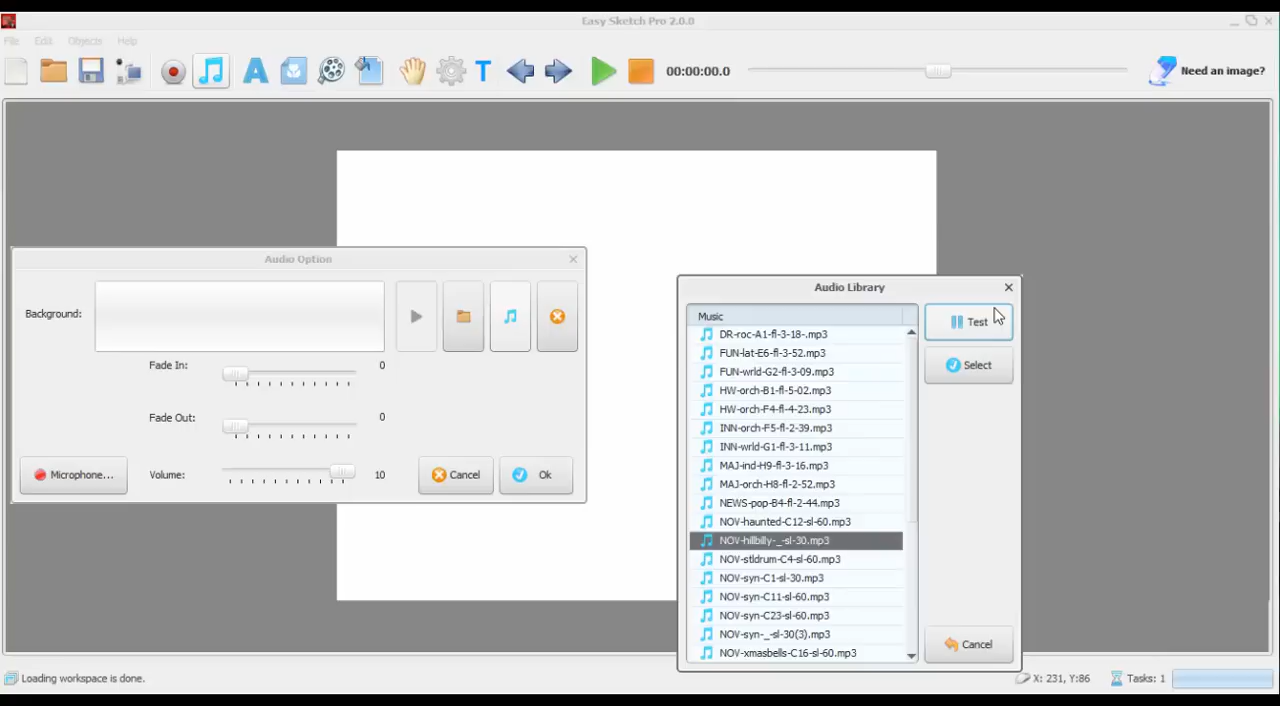 Easy Sketch Pro 2.0.0
File Edit Objects Help
A T 00:00:00.0 Need an image?
Audio Option
Background:
Fade In: 0
Fade Out: 0
Microphone... Volume: 10 Cancel Ok
Audio Library
Music
Test
Select
DR-roc-A1-fl-3-18-.mp3
FUN-lat-E6-fl-3-52.mp3
FUN-wrld-G2-fl-3-09.mp3
HW-orch-B1-fl-5-02.mp3
HW-orch-F4-fl-4-23.mp3
INN-orch-F5-fl-2-39.mp3
INN-wrld-G1-fl-3-11.mp3
MAJ-ind-H9-fl-3-16.mp3
MAJ-orch-H8-fl-2-52.mp3
NEWS-pop-B4-fl-2-44.mp3
NOV-haunted-C12-sl-60.mp3
NOV-hillbilly-_-sl-30.mp3
NOV-stldrum-C4-sl-60.mp3
NOV-syn-C1-sl-30.mp3
NOV-syn-C11-sl-60.mp3
NOV-syn-C23-sl-60.mp3
NOV-syn-_-sl-30(3).mp3
NOV-xmasbells-C16-sl-60.mp3
Cancel
Loading workspace is done. X: 231, Y:86 Tasks: 1